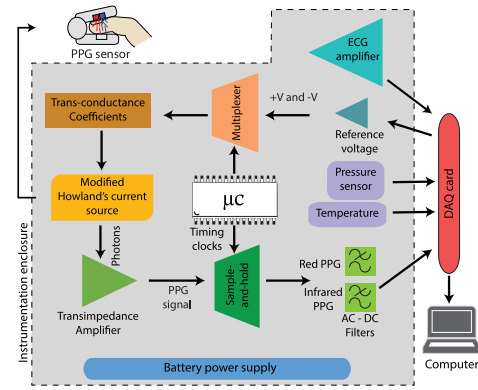 PPG sensor
ECG
amplifier
Trans-conductance
Coefficients
Multiplexer
+V and -V
Reference
voltage
Pressure
sensor
Temperature
DAQ card
Modified
Howland's current
source
μc
Timing
clocks
Photons
Instrumentation enclosure
Transimpedance
Amplifier
PPG
signal
Sample-
and-hold
Red PPG
Infrared
PPG
AC - DC
Filters
Computer
Battery power supply